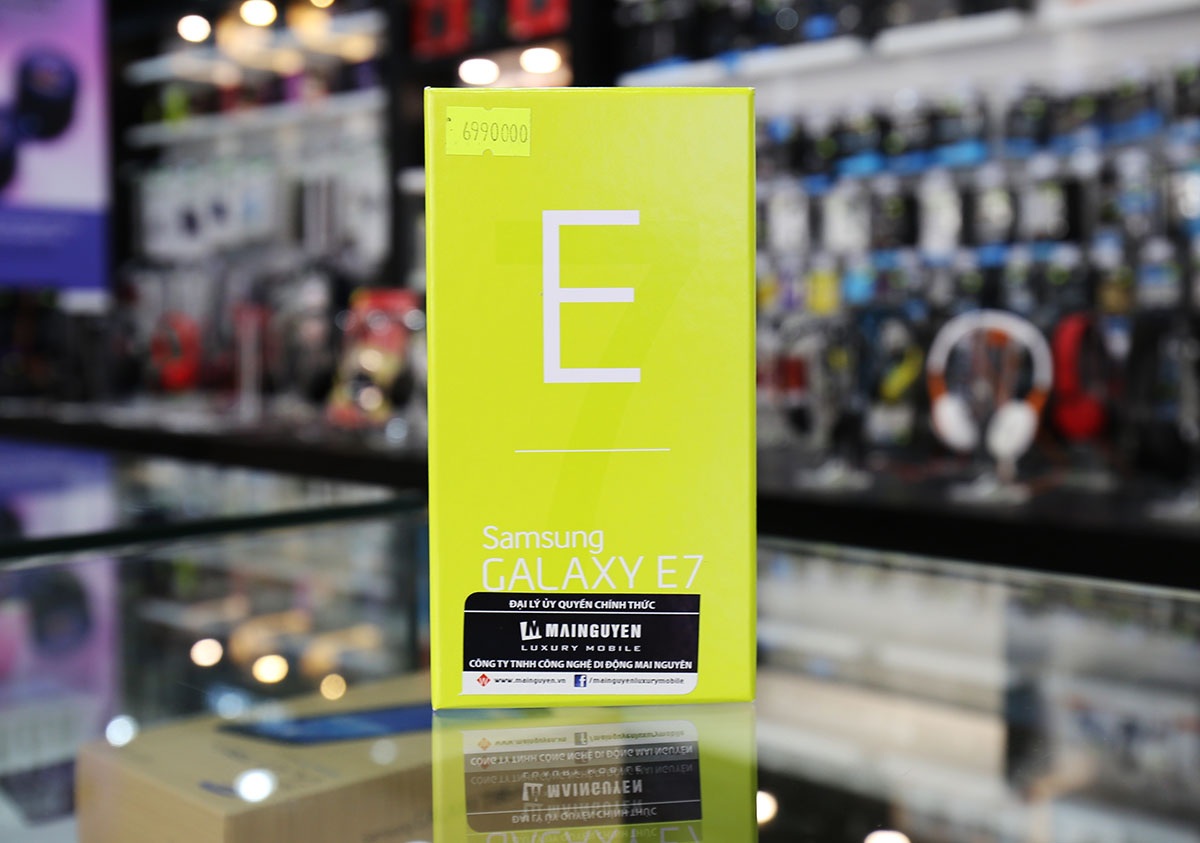 6990000
E
Samsung
GALAXY E7
ĐẠI LÝ ỦY QUYỀN CHÍNH THỨC
MAINGUYEN
LUXURY MOBILE
CÔNG TY TNHH CÔNG NGHỆ DI ĐỘNG MAI NGUYÊN
www.mainguyen.vn f /mainguyenluxurymobile